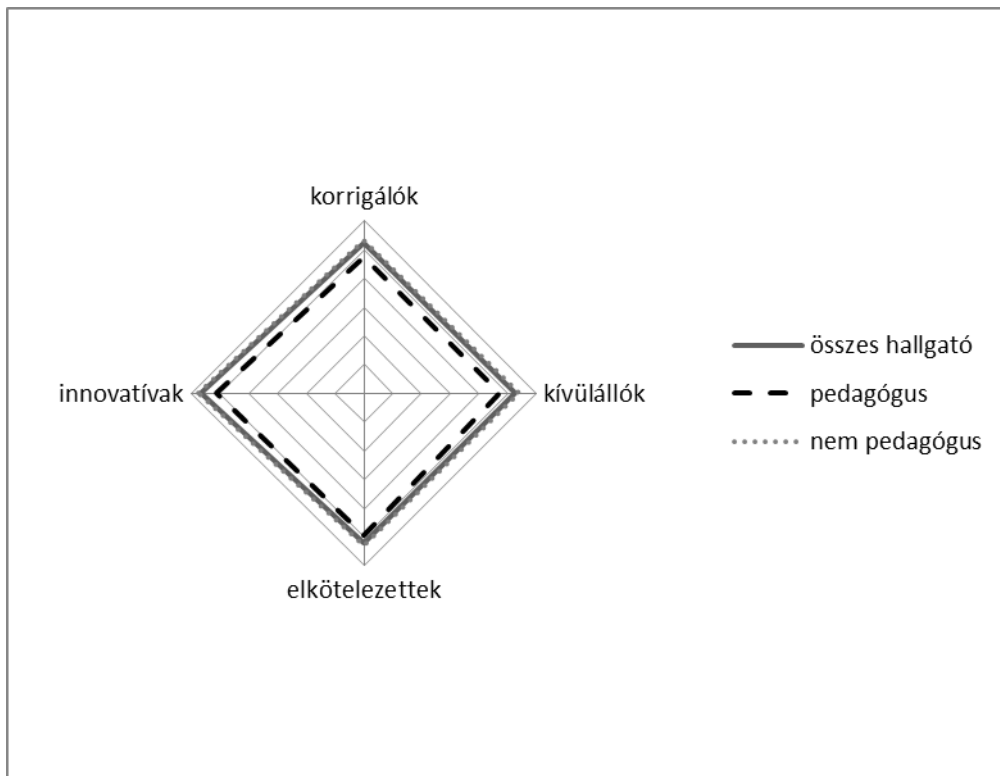 korrigálók
kívülállók
elkötelezettek
innovatívak
összes hallgató
pedagógus
nem pedagógus